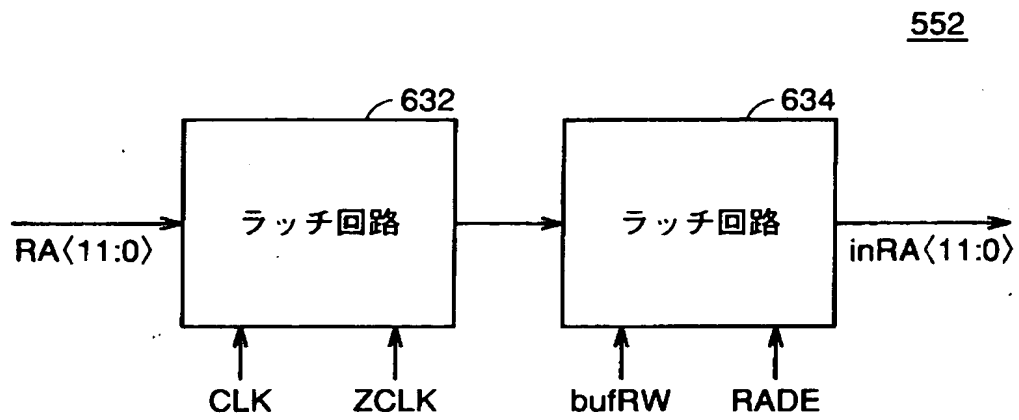 552
632
634
ラッチ回路
ラッチ回路
RA〈11:0〉
inRA〈11:0〉
CLK
ZCLK
bufRW
RADE